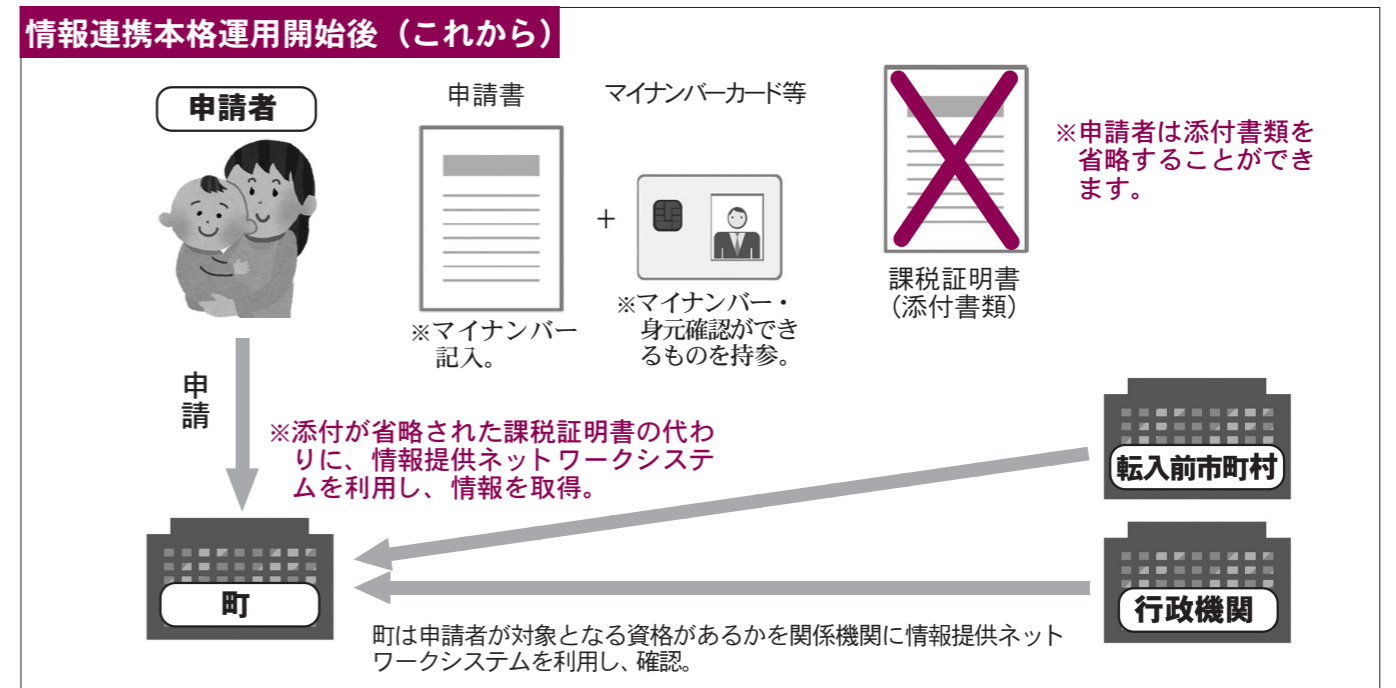 情報連携本格運用開始後（これから）
申請者
申請書
マイナンバーカード等
※申請者は添付書類を
省略することができ
ます。
+
課税証明書
（添付書類）
※マイナンバー
記入。
※マイナンバー・
身元確認ができ
るものを持参。
申請
※添付が省略された課税証明書の代わ
りに、情報提供ネットワークシステ
ムを利用し、情報を取得。
転入前市町村
町
行政機関
町は申請者が対象となる資格があるかを関係機関に情報提供ネット
ワークシステムを利用し、確認。